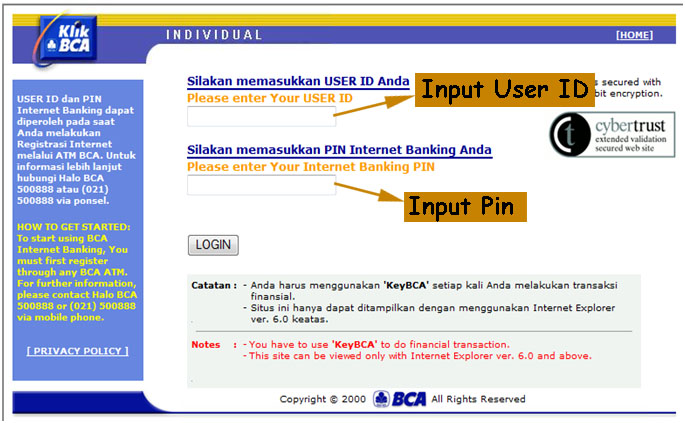 Klik
BCA
INDIVIDUAL
[HOME]
USER ID dan PIN
Internet Banking dapat
diperoleh pada saat
Anda melakukan
Registrasi Internet
melalui ATM BCA. Untuk
informasi lebih lanjut
hubungi Halo BCA
500888 atau (021)
500888 via ponsel.
HOW TO GET STARTED:
To start using BCA
Internet Banking, You
must first register
through any BCA ATM.
For further information,
please contact Halo BCA
500888 or (021) 500888
via mobile phone.
[ PRIVACY POLICY ]
Silakan memasukkan USER ID Anda
Please enter Your USER ID
Input User ID
s secured with
bit encryption.
cybertrust
extended validation
secured web site
Silakan memasukkan PIN Internet Banking Anda
Please enter Your Internet Banking PIN
Input Pin
LOGIN
Catatan : - Anda harus menggunakan 'KeyBCA' setiap kali Anda melakukan transaksi
finansial.
- Situs ini hanya dapat ditampilkan dengan menggunakan Internet Explorer
ver. 6.0 keatas.
Notes : - You have to use 'KeyBCA' to do financial transaction.
- This site can be viewed only with Internet Explorer ver. 6.0 and above.
Copyright © 2000 BCA All Rights Reserved